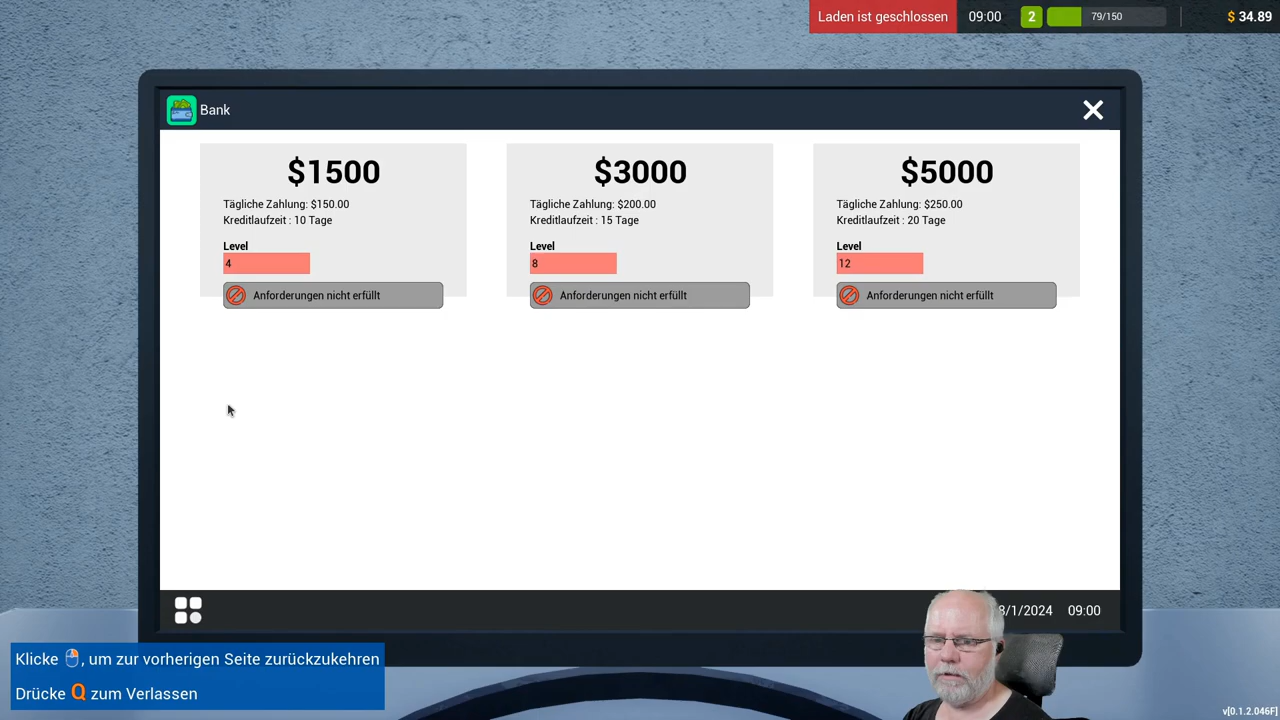 Laden ist geschlossen 09:00 2 79/150 $ 34.89
Bank
$1500
Tägliche Zahlung: $150.00
Kreditlaufzeit : 10 Tage
Level
4
Anforderungen nicht erfüllt
$3000
Tägliche Zahlung: $200.00
Kreditlaufzeit : 15 Tage
Level
8
Anforderungen nicht erfüllt
$5000
Tägliche Zahlung: $250.00
Kreditlaufzeit : 20 Tage
Level
12
Anforderungen nicht erfüllt
/1/2024 09:00
Klicke , um zur vorherigen Seite zurückzukehren
Drücke Q zum Verlassen
v[0.1.2.046F]